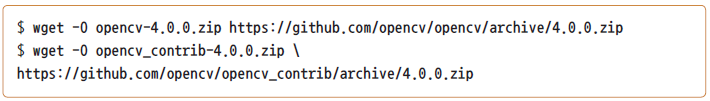 $ wget -O opencv-4.0.0.zip https://github.com/opencv/opencv/archive/4.0.0.zip
$ wget -O opencv_contrib-4.0.0.zip \
https://github.com/opencv/opencv_contrib/archive/4.0.0.zip